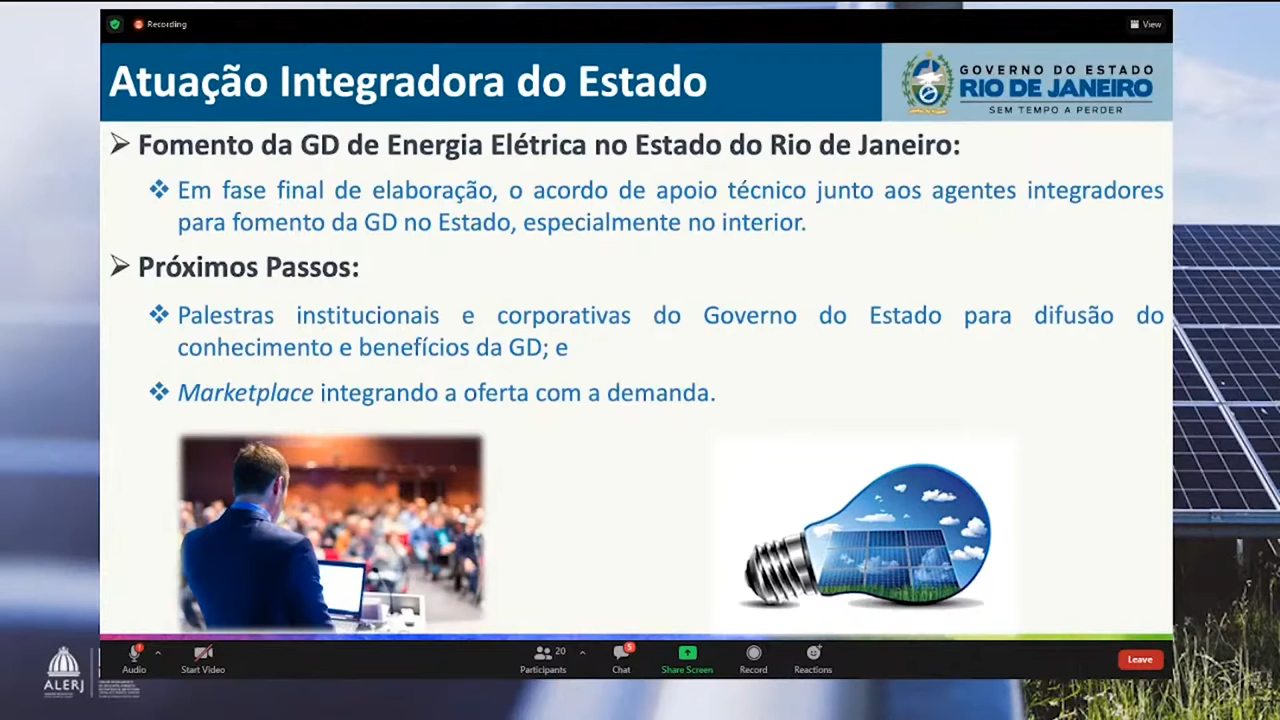 Recording
View
Atuação Integradora do Estado
GOVERNO DO ESTADO
RIO DE JANEIRO
SEM TEMPO A PERDER
Fomento da GD de Energia Elétrica no Estado do Rio de Janeiro:
Em fase final de elaboração, o acordo de apoio técnico junto aos agentes integradores
para fomento da GD no Estado, especialmente no interior.
Próximos Passos:
Palestras institucionais e corporativas do Governo do Estado para difusão do
conhecimento e benefícios da GD; e
Marketplace integrando a oferta com a demanda.
Audio
Start Video
20
Participants
5
Chat
Share Screen
Record
Reactions
Leave
ALERJ